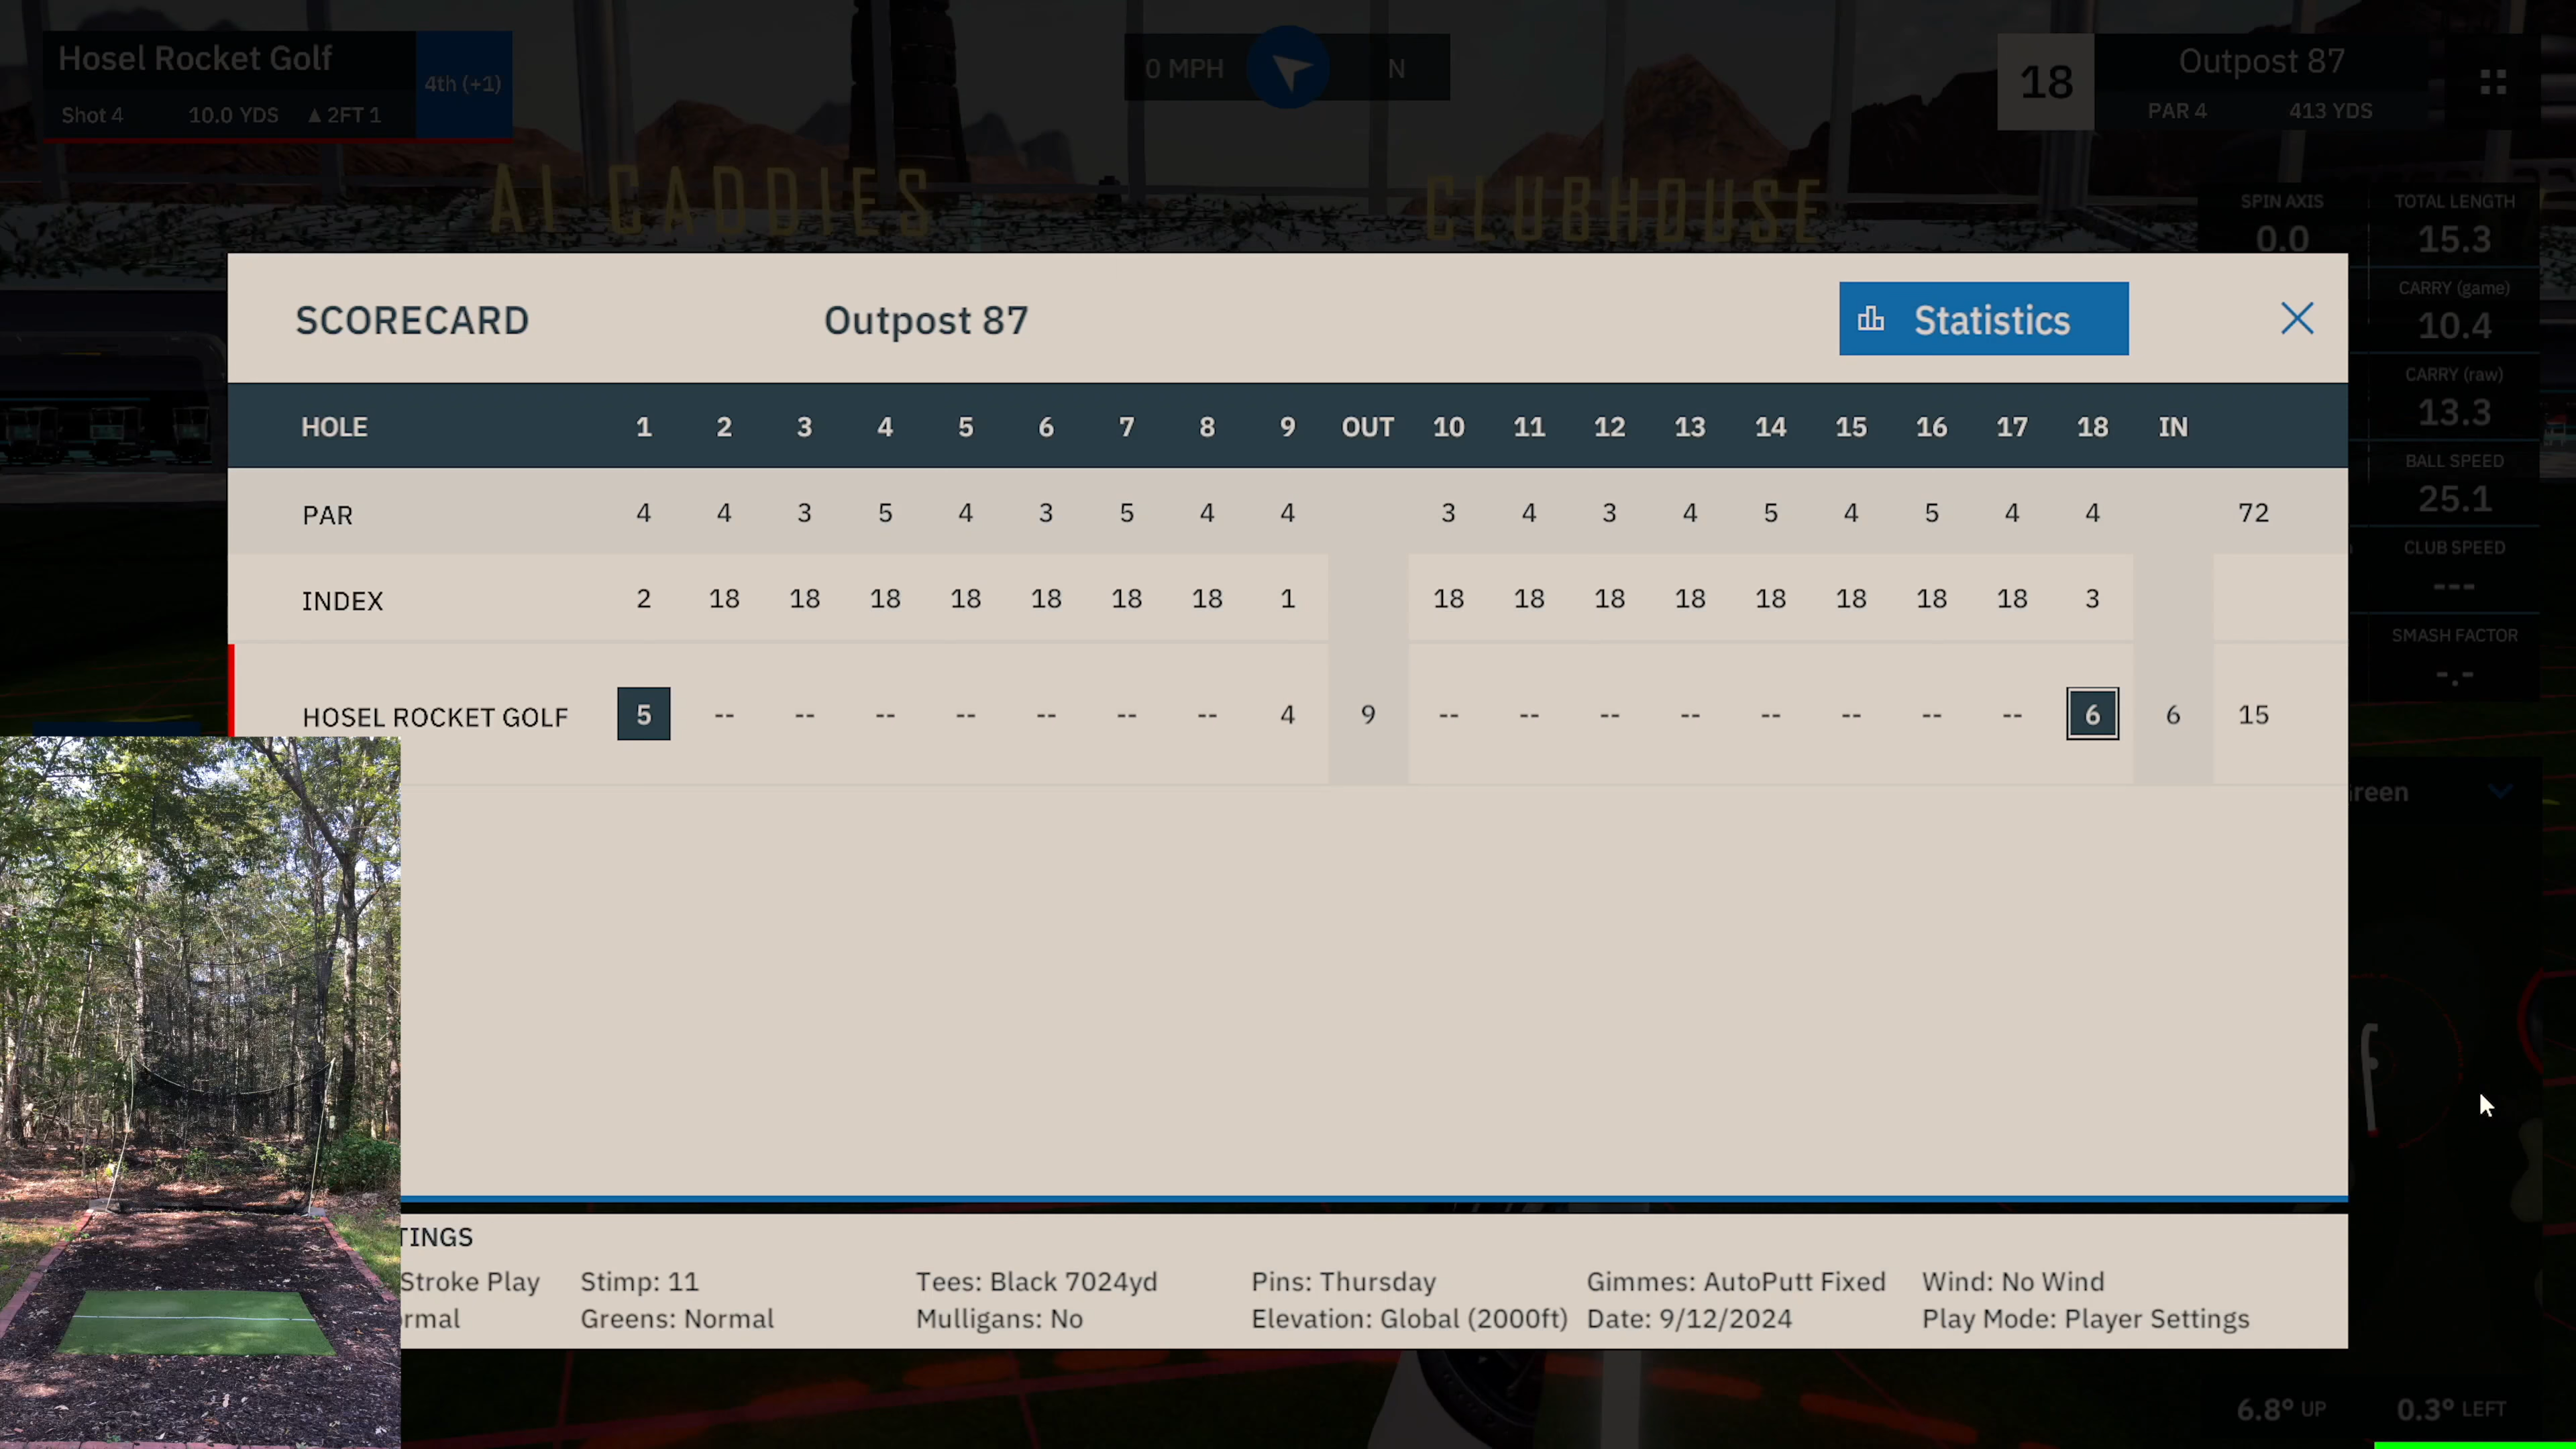 Hosel Rocket Golf
4th (+1)
Shot 4 10.0 YDS ▲2FT 1
0 MPH N
18
Outpost 87
PAR 4 413 YDS
AI CADDIES
CLUBHOUSE
SPIN AXIS TOTAL LENGTH
0.0 15.3
CARRY (game)
10.4
CARRY (raw)
13.3
BALL SPEED
25.1
CLUB SPEED
---
SMASH FACTOR
-.-
SCORECARD Outpost 87 Statistics
HOLE 1 2 3 4 5 6 7 8 9 OUT 10 11 12 13 14 15 16 17 18 IN
PAR 4 4 3 5 4 3 5 4 4 3 4 3 4 5 4 5 4 4 72
INDEX 2 18 18 18 18 18 18 18 1 18 18 18 18 18 18 18 18 3
HOSEL ROCKET GOLF 5 -- -- -- -- -- -- -- 4 9 -- -- -- -- -- -- -- -- 6 6 15
reen
TINGS
Stroke Play Stimp: 11 Tees: Black 7024yd Pins: Thursday Gimmes: AutoPutt Fixed Wind: No Wind
rmal Greens: Normal Mulligans: No Elevation: Global (2000ft) Date: 9/12/2024 Play Mode: Player Settings
6.8° UP 0.3° LEFT